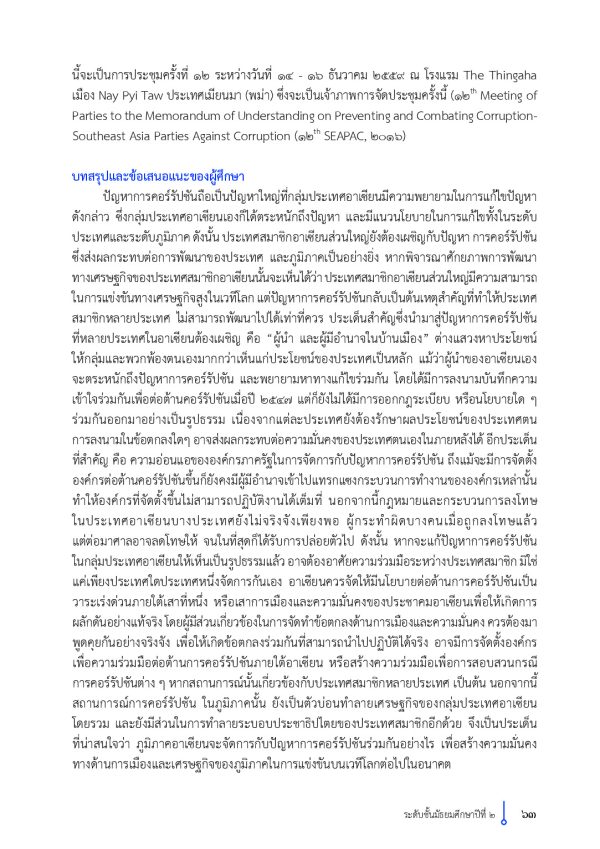 นี้จะเป็นการประชุมครั้งที่ ๑๒ ระหว่างวันที่ ๑๔ - ๑๖ ธันวาคม ๒๕๕๙ ณ โรงแรม The Thingaha
เมือง Nay Pyi Taw ประเทศเมียนมา (พม่า) ซึ่งจะเป็นเจ้าภาพการจัดประชุมครั้งนี้ (๑๒th Meeting of
Parties to the Memorandum of Understanding on Preventing and Combating Corruption-
Southeast Asia Parties Against Corruption (๑๒th SEAPAC, ๒๐๑๖)
บทสรุปและข้อเสนอแนะของผู้ศึกษา
ปัญหาการคอร์รัปชันถือเป็นปัญหาใหญ่ที่กลุ่มประเทศอาเซียนมีความพยายามในการแก้ไขปัญหา
ดังกล่าว ซึ่งกลุ่มประเทศอาเซียนเองก็ได้ตระหนักถึงปัญหา และมีแนวนโยบายในการแก้ไขทั้งในระดับ
ประเทศและระดับภูมิภาค ดังนั้น ประเทศสมาชิกอาเซียนส่วนใหญ่ยังต้องเผชิญกับปัญหา การคอร์รัปชัน
ซึ่งส่งผลกระทบต่อการพัฒนาของประเทศ และภูมิภาคเป็นอย่างยิ่ง หากพิจารณาศักยภาพการพัฒนา
ทางเศรษฐกิจของประเทศสมาชิกอาเซียนนั้นจะเห็นได้ว่า ประเทศสมาชิกอาเซียนส่วนใหญ่มีความสามารถ
ในการแข่งขันทางเศรษฐกิจสูงในเวทีโลก แต่ปัญหาการคอร์รัปชันกลับเป็นต้นเหตุสำคัญที่ทำให้ประเทศ
สมาชิกหลายประเทศ ไม่สามารถพัฒนาไปได้เท่าที่ควร ประเด็นสำคัญซึ่งนำมาสู่ปัญหาการคอร์รัปชัน
ที่หลายประเทศในอาเซียนต้องเผชิญ คือ “ผู้นำ และผู้มีอำนาจในบ้านเมือง” ต่างแสวงหาประโยชน์
ให้กลุ่มและพวกพ้องตนเองมากกว่าเห็นแก่ประโยชน์ของประเทศเป็นหลัก แม้ว่าผู้นำของอาเซียนเอง
จะตระหนักถึงปัญหาการคอร์รัปชัน และพยายามหาทางแก้ไขร่วมกัน โดยได้มีการลงนามบันทึกความ
เข้าใจร่วมกันเพื่อต่อต้านคอร์รัปชันเมื่อปี ๒๕๔๗ แต่ก็ยังไม่ได้มีการออกกฎระเบียบ หรือนโยบายใด ๆ
ร่วมกันออกมาอย่างเป็นรูปธรรม เนื่องจากแต่ละประเทศยังต้องรักษาผลประโยชน์ของประเทศตน
การลงนามในข้อตกลงใดๆ อาจส่งผลกระทบต่อความมั่นคงของประเทศตนเองในภายหลังได้ อีกประเด็น
ที่สำคัญ คือ ความอ่อนแอขององค์กรภาครัฐในการจัดการกับปัญหาการคอร์รัปชัน ถึงแม้จะมีการจัดตั้ง
องค์กรต่อต้านคอร์รัปชันขึ้นก็ยังคงมีผู้มีอำนาจเข้าไปแทรกแซงกระบวนการทำงานขององค์กรเหล่านั้น
ทำให้องค์กรที่จัดตั้งขึ้นไม่สามารถปฏิบัติงานได้เต็มที่ นอกจากนี้กฎหมายและกระบวนการลงโทษ
ในประเทศอาเซียนบางประเทศยังไม่จริงจังเพียงพอ ผู้กระทำผิดบางคนเมื่อถูกลงโทษแล้ว
แต่ต่อมาศาลอาจลดโทษให้ จนในที่สุดก็ได้รับการปล่อยตัวไป ดังนั้น หากจะแก้ปัญหาการคอร์รัปชัน
ในกลุ่มประเทศอาเซียนให้เห็นเป็นรูปธรรมแล้ว อาจต้องอาศัยความร่วมมือระหว่างประเทศสมาชิก มิใช่
แค่เพียงประเทศใดประเทศหนึ่งจัดการกันเอง อาเซียนควรจัดให้มีนโยบายต่อต้านการคอร์รัปชันเป็น
วาระเร่งด่วนภายใต้เสาที่หนึ่ง หรือเสาการเมืองและความมั่นคงของประชาคมอาเซียนเพื่อให้เกิดการ
ผลักดันอย่างแท้จริง โดยผู้มีส่วนเกี่ยวข้องในการจัดทำข้อตกลงด้านการเมืองและความมั่นคง ควรต้องมา
พูดคุยกันอย่างจริงจัง เพื่อให้เกิดข้อตกลงร่วมกันที่สามารถนำไปปฏิบัติได้จริง อาจมีการจัดตั้งองค์กร
เพื่อความร่วมมือต่อต้านการคอร์รัปชันภายใต้อาเซียน หรือสร้างความร่วมมือเพื่อการสอบสวนกรณี
การคอร์รัปชันต่าง ๆ หากสถานการณ์นั้นเกี่ยวข้องกับประเทศสมาชิกหลายประเทศ เป็นต้น นอกจากนี้
สถานการณ์การคอร์รัปชัน ในภูมิภาคนั้น ยังเป็นตัวบ่อนทำลายเศรษฐกิจของกลุ่มประเทศอาเซียน
โดยรวม และยังมีส่วนในการทำลายระบอบประชาธิปไตยของประเทศสมาชิกอีกด้วย จึงเป็นประเด็น
ที่น่าสนใจว่า ภูมิภาคอาเซียนจะจัดการกับปัญหาการคอร์รัปชันร่วมกันอย่างไร เพื่อสร้างความมั่นคง
ทางด้านการเมืองและเศรษฐกิจของภูมิภาคในการแข่งขันบนเวทีโลกต่อไปในอนาคต
ระดับชั้นมัธยมศึกษาปีที่ ๒ ๖๓